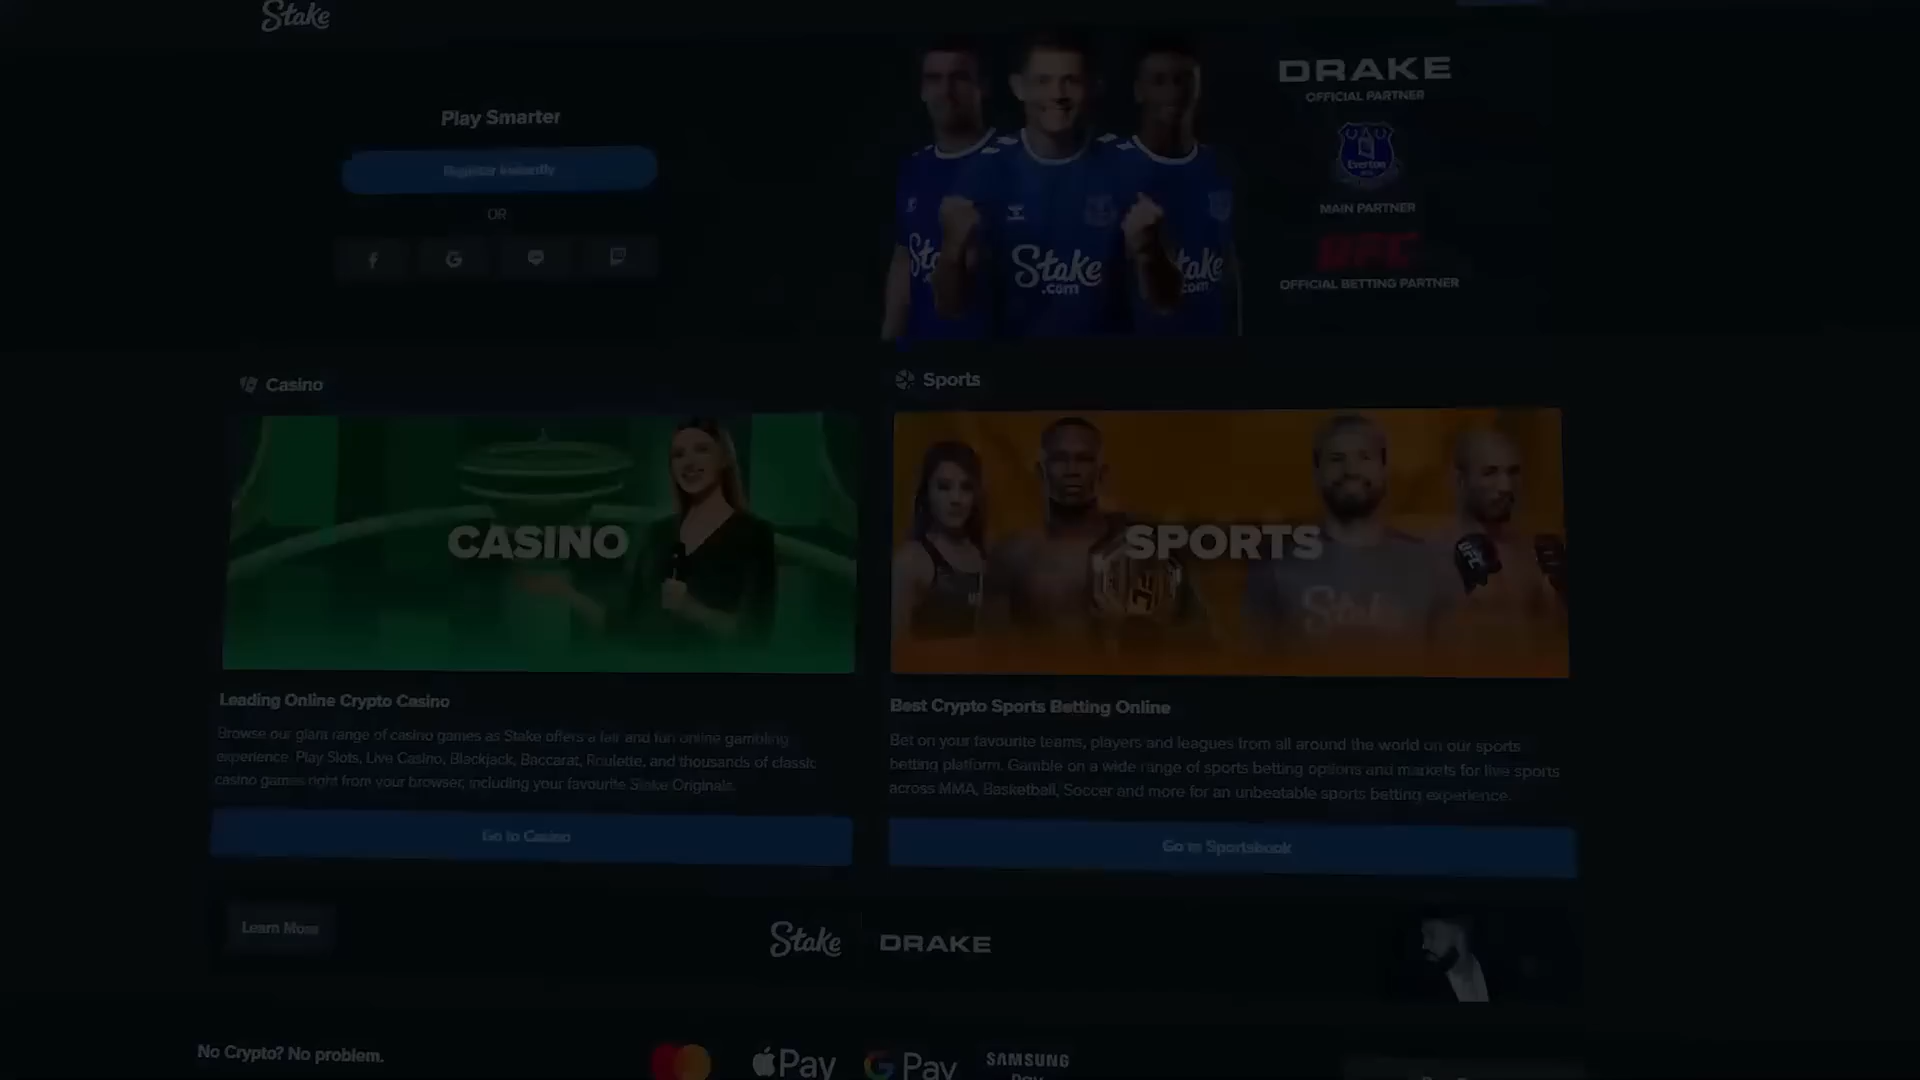 Stake
Play Smarter
Register Instantly
OR
DRAKE
OFFICIAL PARTNER
Everton
MAIN PARTNER
UFC
OFFICIAL BETTING PARTNER
Stake
.com
Casino
Sports
CASINO
SPORTS
Stake
Leading Online Crypto Casino
Browse our giant range of casino games as Stake offers a fair and fun online gambling
experience. Play Slots, Live Casino, Blackjack, Baccarat, Roulette, and thousands of classic
casino games right from your browser, including your favourite Stake Originals.
Go to Casino
Best Crypto Sports Betting Online
Bet on your favourite teams, players and leagues from all around the world on our sports
betting platform. Gamble on a wide range of sports betting options and markets for live sports
across MMA, Basketball, Soccer and more for an unbeatable sports betting experience.
Go to Sportsbook
Learn More
Stake DRAKE
No Crypto? No problem.
Pay
G Pay
SAMSUNG